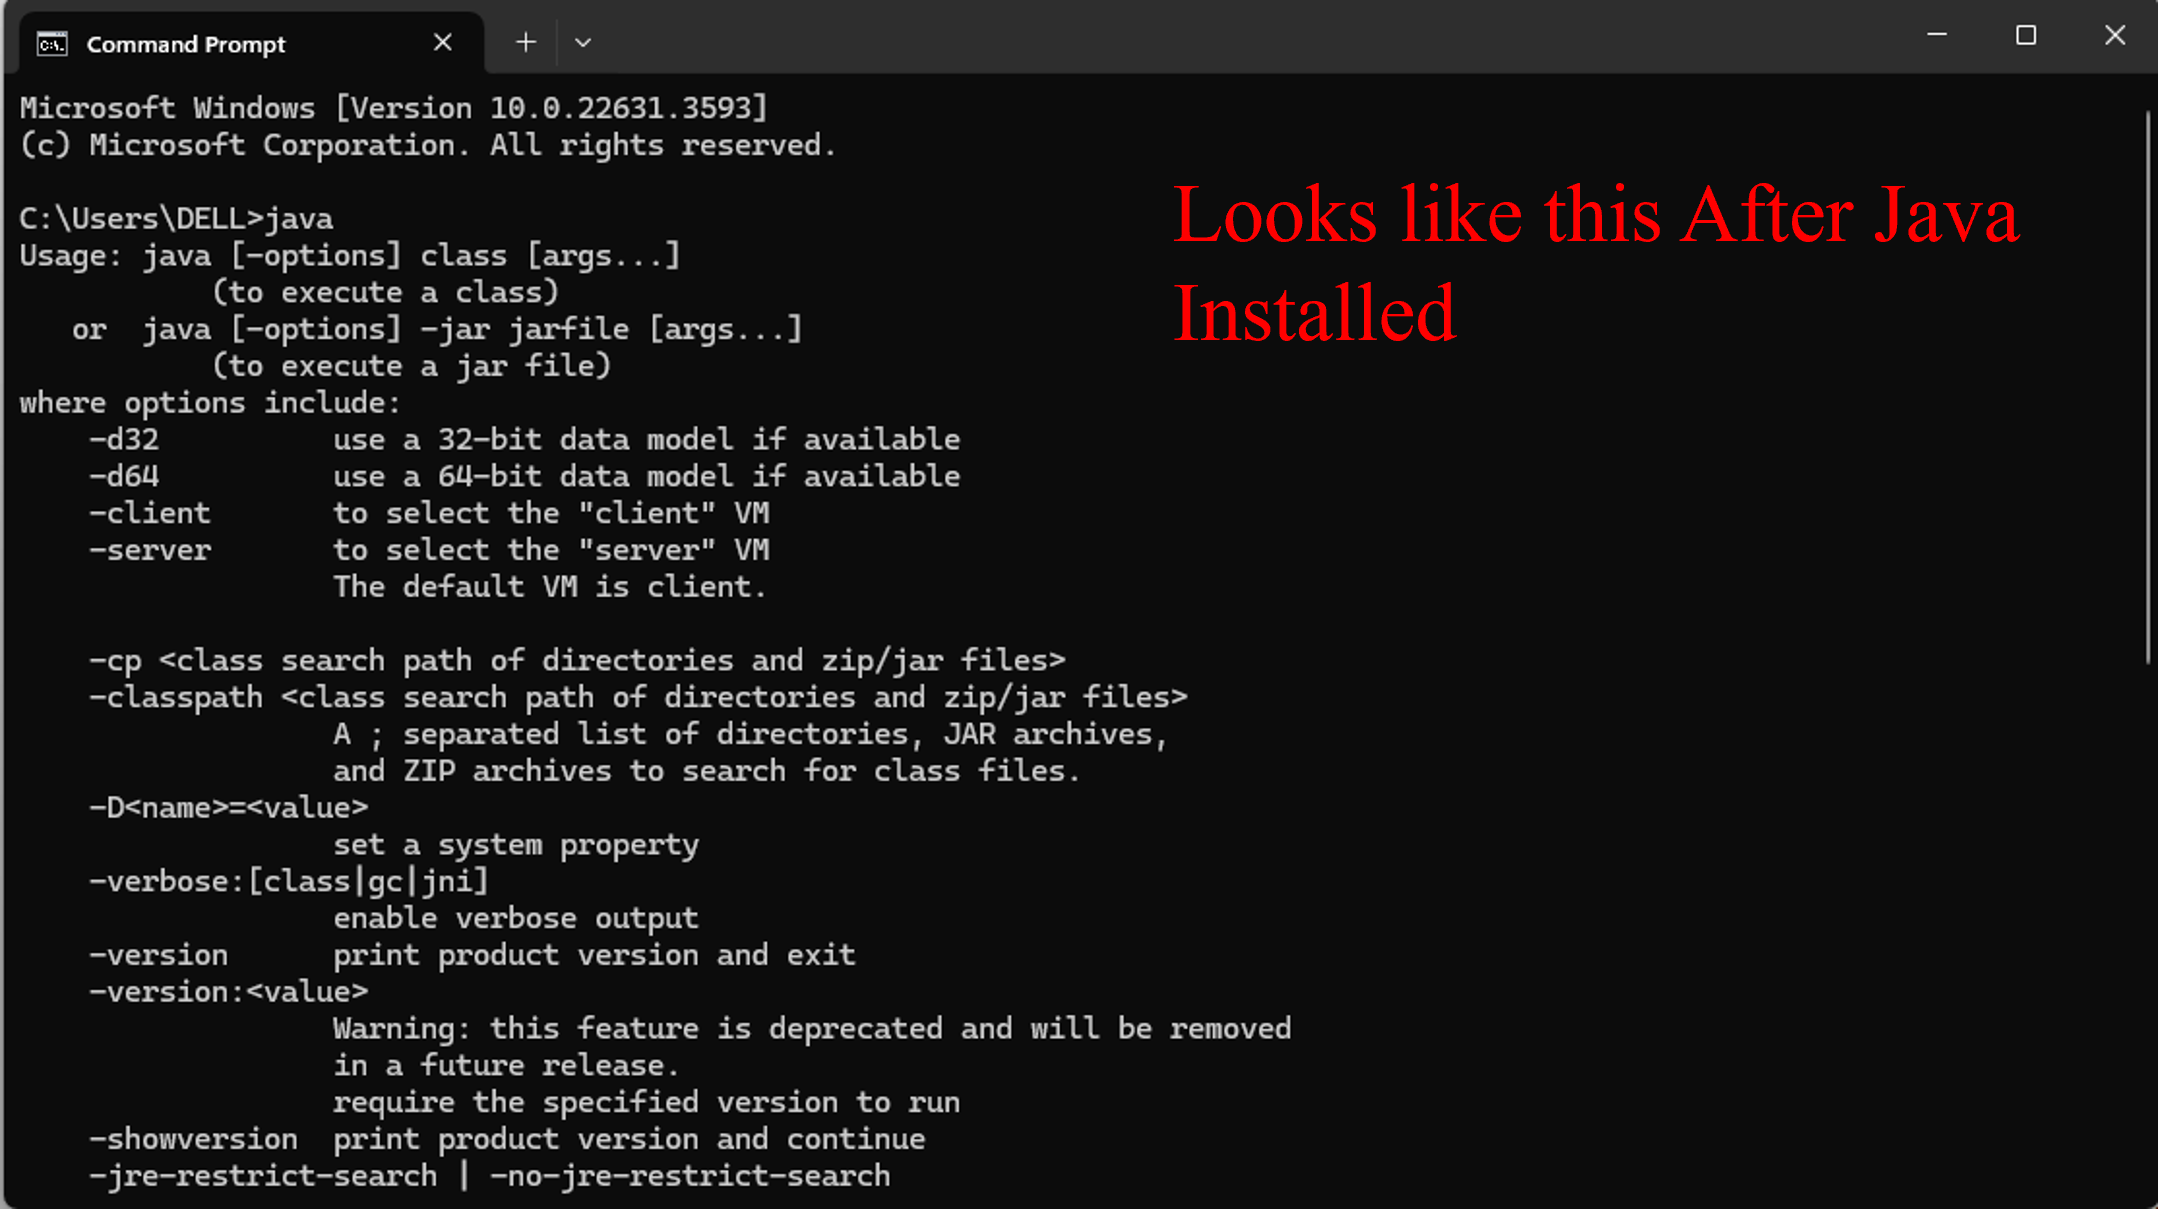 Command Prompt
Microsoft Windows [Version 10.0.22631.3593]
(c) Microsoft Corporation. All rights reserved.
Looks like this After Java
Installed
C:\Users\DELL>java
Usage: java [-options] class [args...]
(to execute a class)
or java [-options] -jar jarfile [args...]
(to execute a jar file)
where options include:
-d32 use a 32-bit data model if available
-d64 use a 64-bit data model if available
-client to select the "client" VM
-server to select the "server" VM
The default VM is client.
-cp <class search path of directories and zip/jar files>
-classpath <class search path of directories and zip/jar files>
A ; separated list of directories, JAR archives,
and ZIP archives to search for class files.
-D<name>=<value>
set a system property
-verbose:[class|gc|jni]
enable verbose output
-version print product version and exit
-version:<value>
Warning: this feature is deprecated and will be removed
in a future release.
require the specified version to run
-showversion print product version and continue
-jre-restrict-search | -no-jre-restrict-search